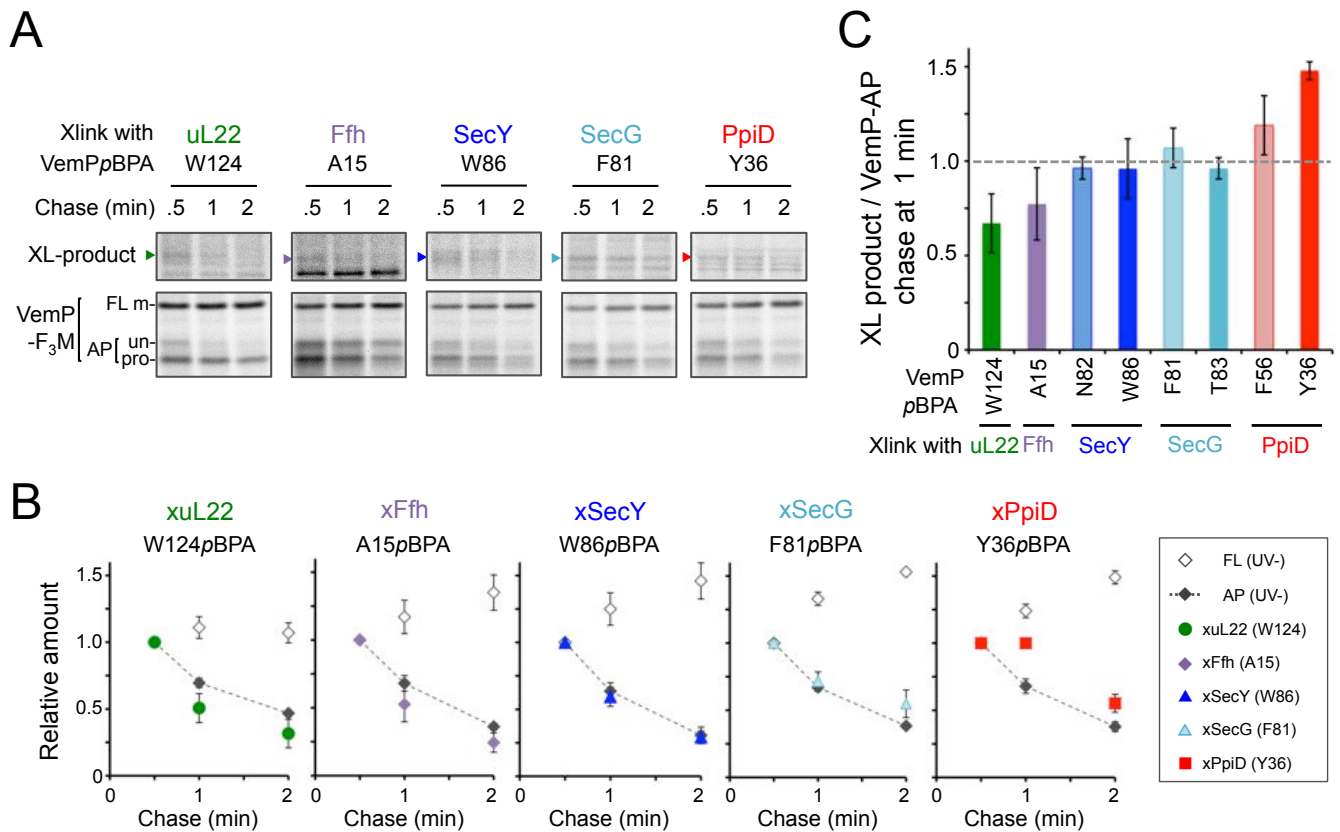 A
Xlink with uL22 Ffh SecY SecG PpiD
VemPpBPA W124 A15 W86 F81 Y36
Chase (min) .5 1 2 .5 1 2 .5 1 2 .5 1 2 .5 1 2
XL-product
VemP
-F₃M
FL m-
AP
un-
pro-
C
XL product / VemP-AP
chase at 1 min
1.5
1.0
0.5
0
VemP
pBPA
W124 A15 N82 W86 F81 T83 F56 Y36
Xlink with uL22 Ffh SecY SecG PpiD
B
xuL22 xFfh xSecY xSecG xPpiD
W124pBPA A15pBPA W86pBPA F81pBPA Y36pBPA
Relative amount
1.5
1.0
0.5
0
0 1 2 0 1 2 0 1 2 0 1 2 0 1 2
Chase (min) Chase (min) Chase (min) Chase (min) Chase (min)
FL (UV-)
AP (UV-)
xuL22 (W124)
xFfh (A15)
xSecY (W86)
xSecG (F81)
xPpiD (Y36)